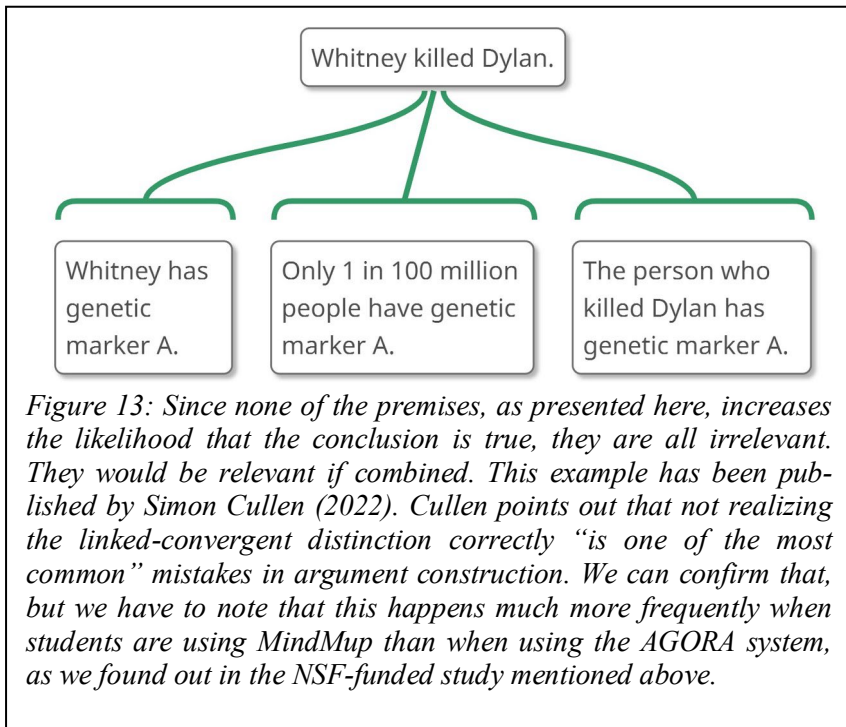 Whitney killed Dylan.
Whitney has
genetic
marker A.
Only 1 in 100 million
people have genetic
marker A.
The person who
killed Dylan has
genetic marker A.
Figure 13: Since none of the premises, as presented here, increases
the likelihood that the conclusion is true, they are all irrelevant.
They would be relevant if combined. This example has been pub-
lished by Simon Cullen (2022). Cullen points out that not realizing
the linked-convergent distinction correctly “is one of the most
common” mistakes in argument construction. We can confirm that,
but we have to note that this happens much more frequently when
students are using MindMup than when using the AGORA system,
as we found out in the NSF-funded study mentioned above.